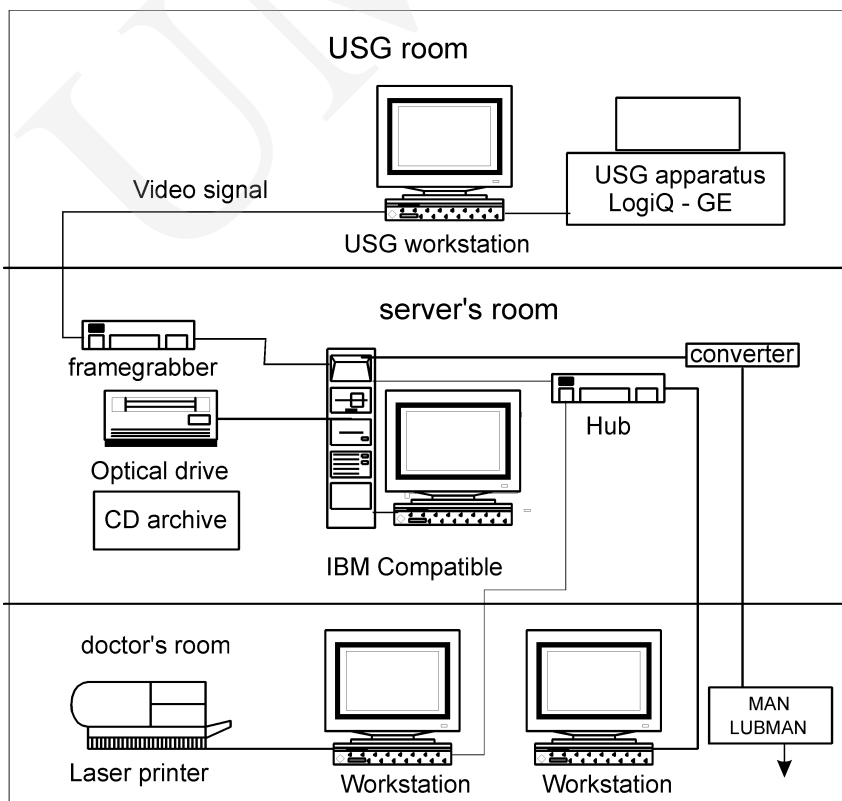 USG room
USG apparatus
LogiQ - GE
Video signal
USG workstation
server's room
converter
framegrabber
Hub
Optical drive
CD archive
IBM Compatible
doctor's room
MAN
LUBMAN
Laser printer
Workstation
Workstation